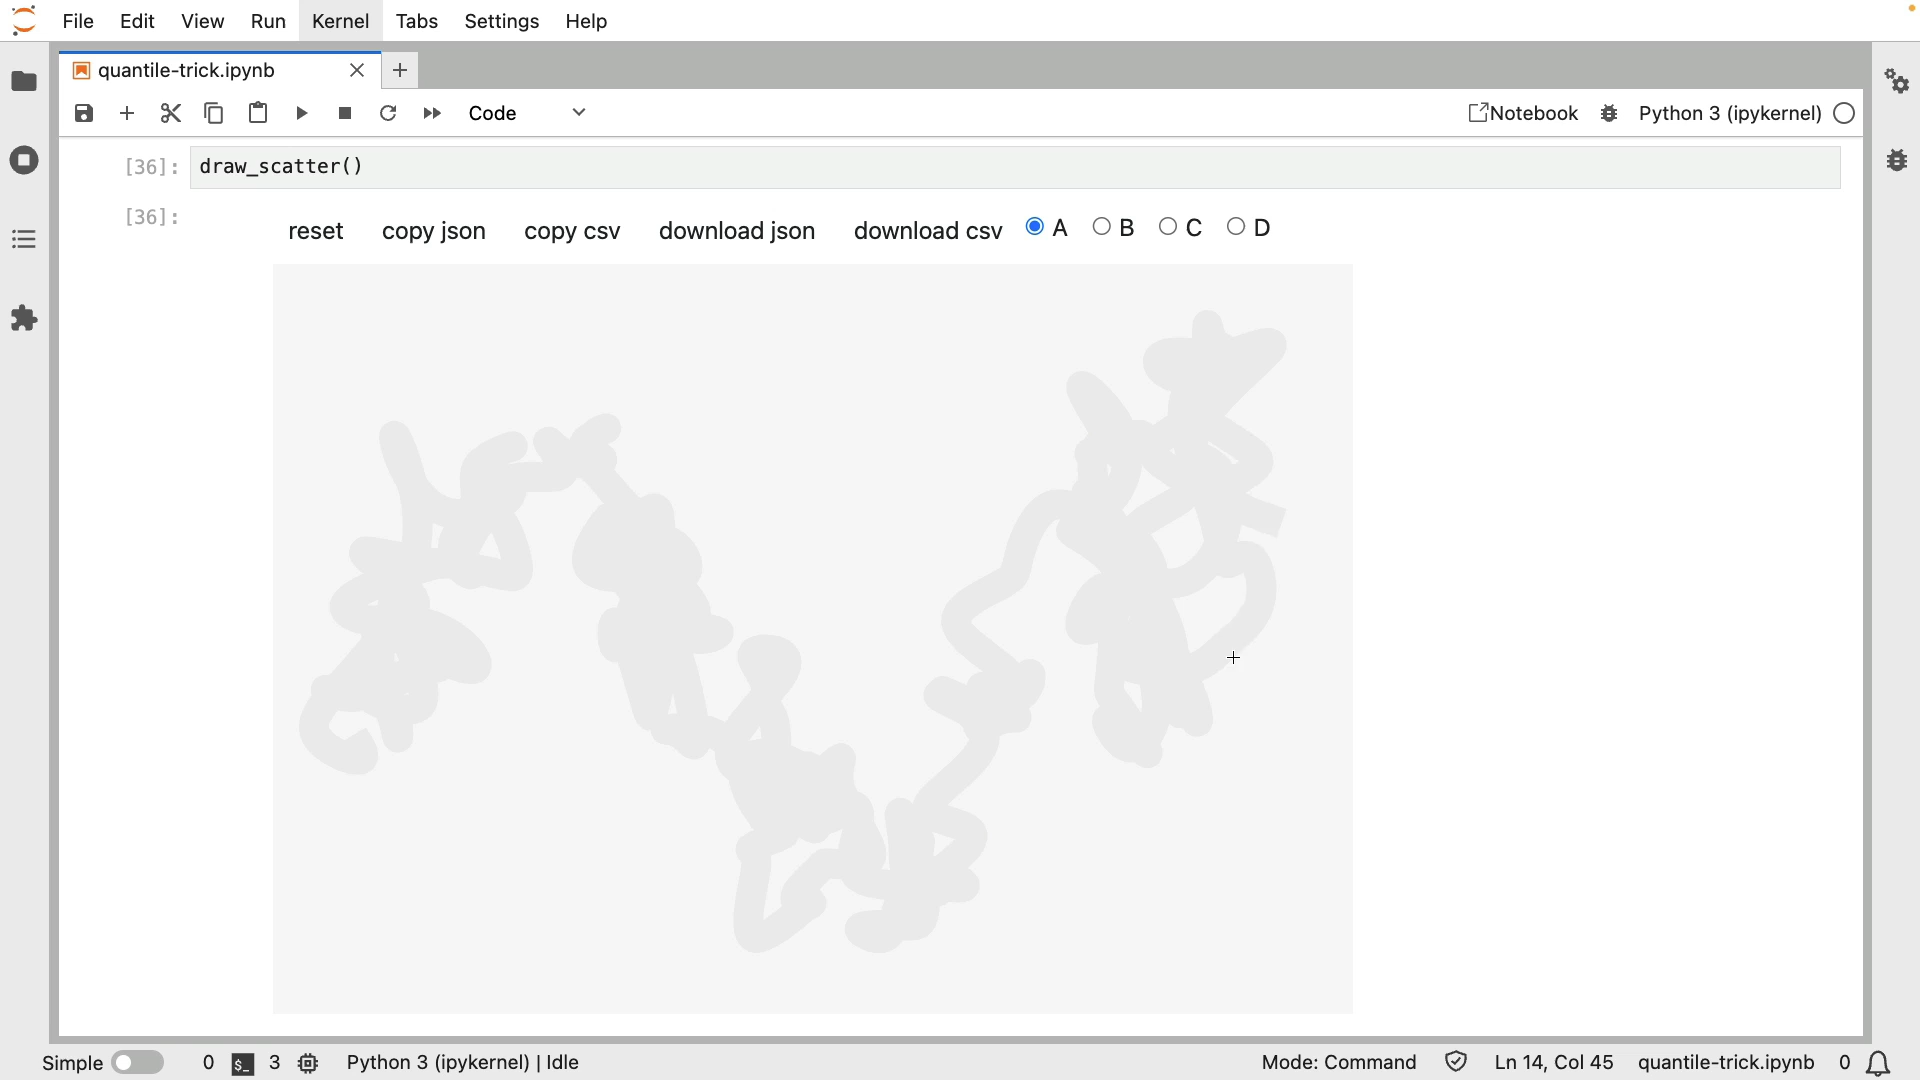 File Edit View Run Kernel Tabs Settings Help
quantile-trick.ipynb
Code Notebook Python 3 (ipykernel)
[36]: draw_scatter()
[36]:
reset copy json copy csv download json download csv A B C D
Simple 0 $_ 3 Python 3 (ipykernel) | Idle Mode: Command Ln 14, Col 45 quantile-trick.ipynb 0